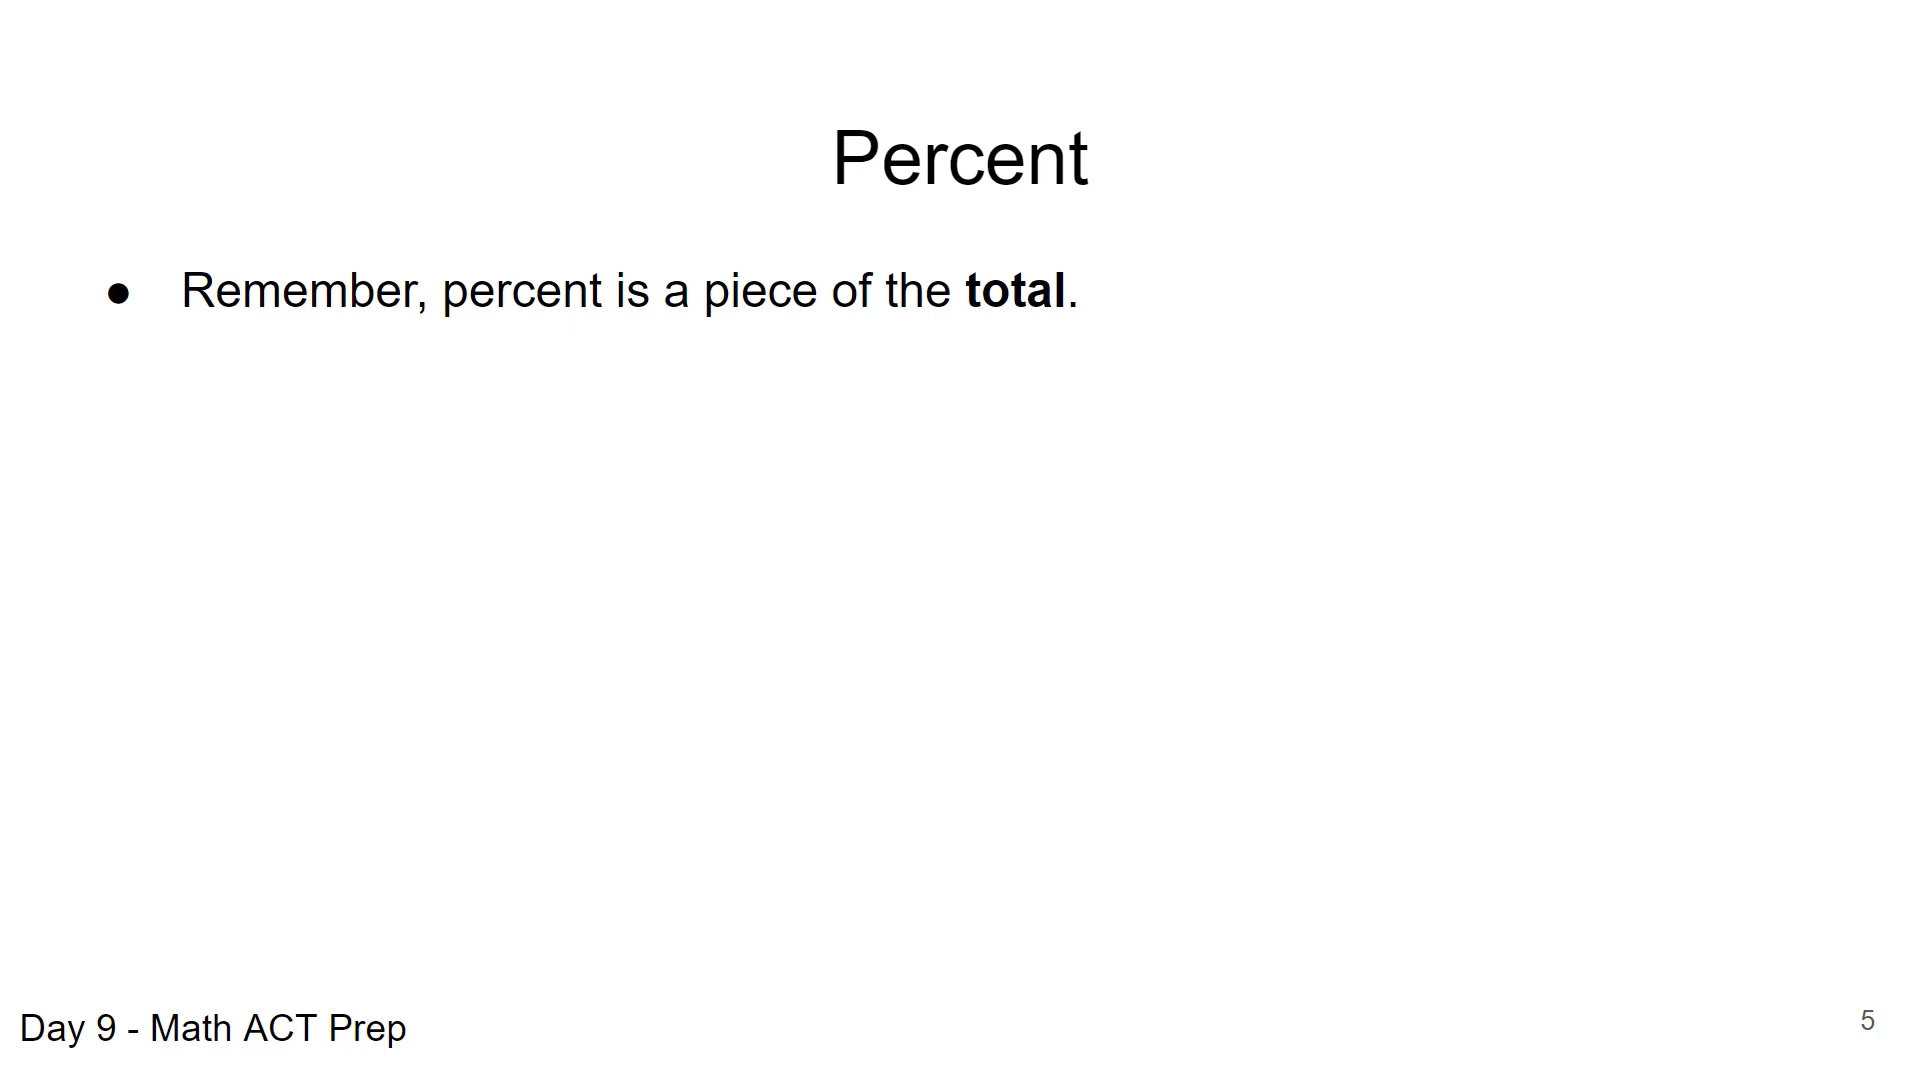 Percent
● Remember, percent is a piece of the total.
Day 9 - Math ACT Prep
5